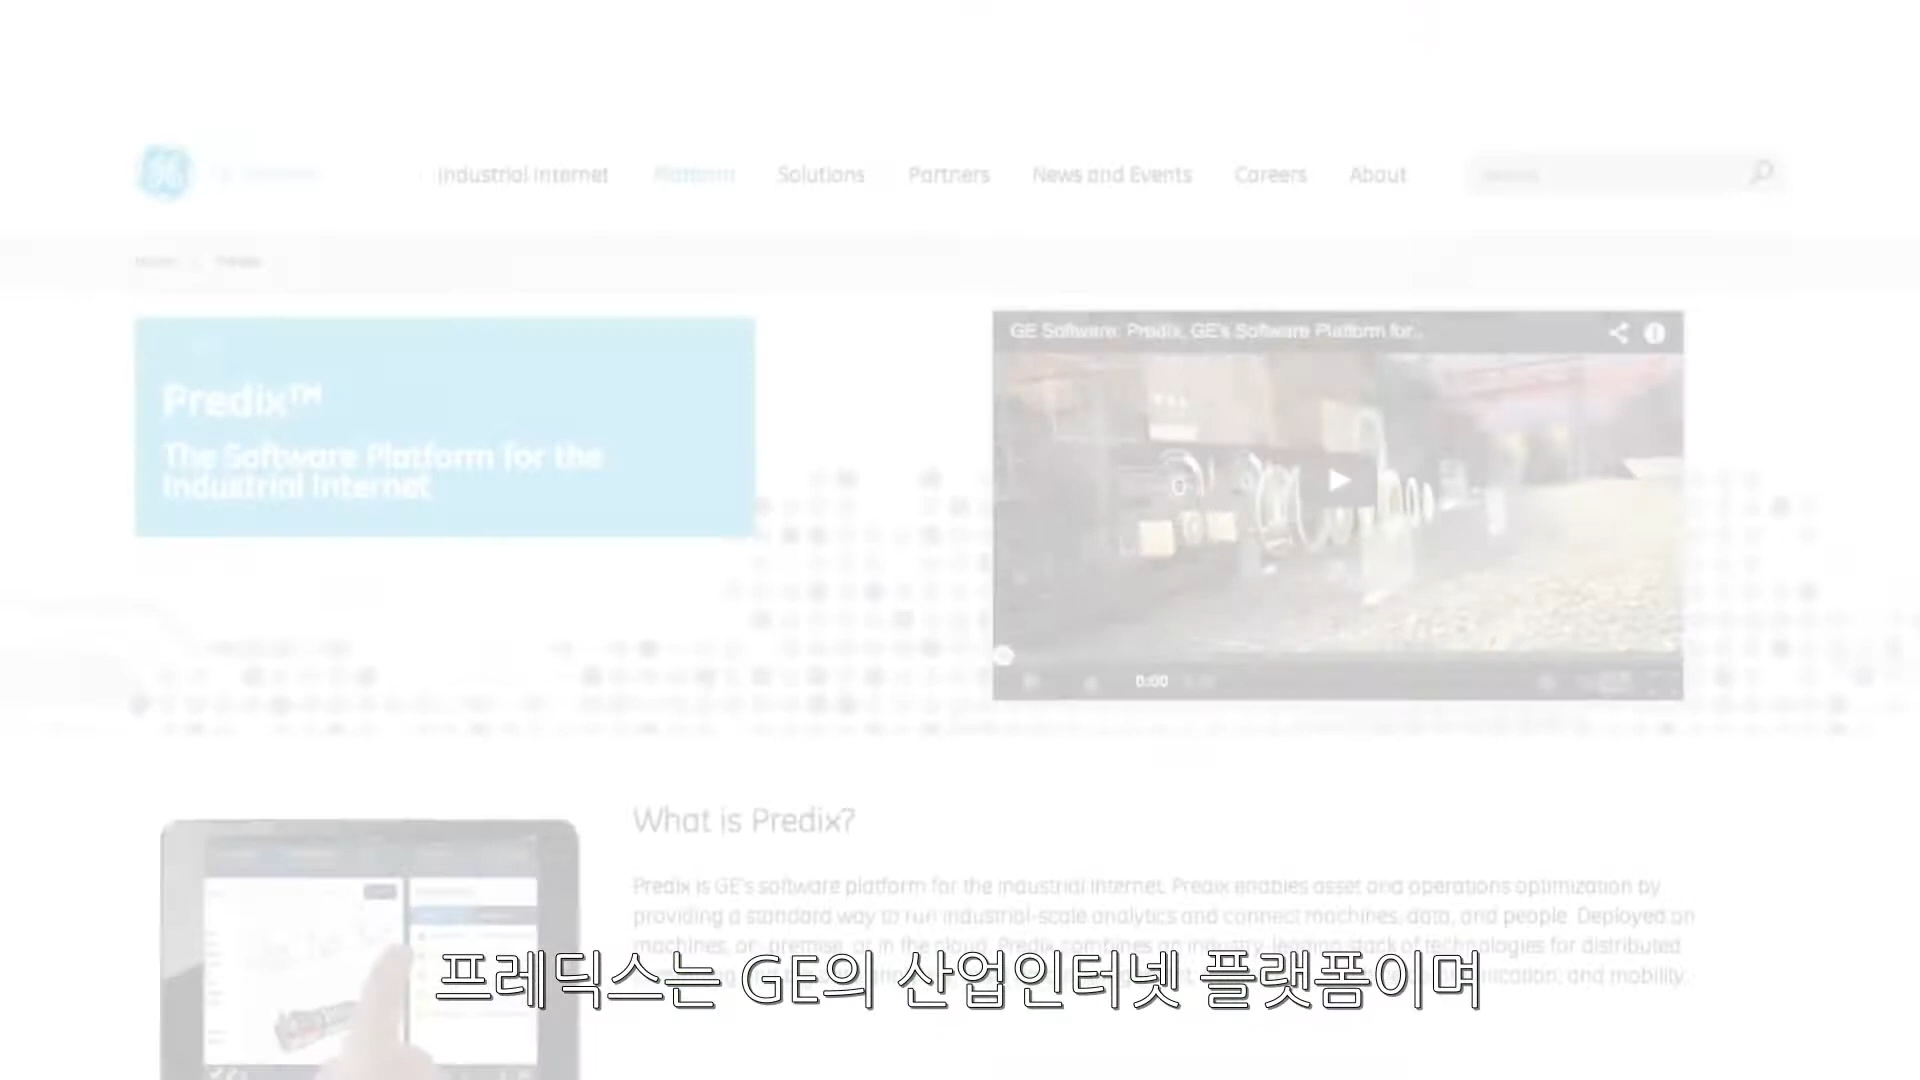 Industrial Internet Platform Solutions Partners News and Events Careers About
Predix™
The Software Platform for the
Industrial Internet
GE Software: Predix, GE's Software Platform for...
0:00
What is Predix?
Predix is GE's software platform for the Industrial Internet. Predix enables asset and operations optimization by
providing a standard way to run industrial-scale analytics and connect machines, data, and people. Deployed on
machines, on-premise, or in the cloud, Predix combines an industry-leading stack of technologies for distributed
and mobility.
프레딕스는 GE의 산업인터넷 플랫폼이며